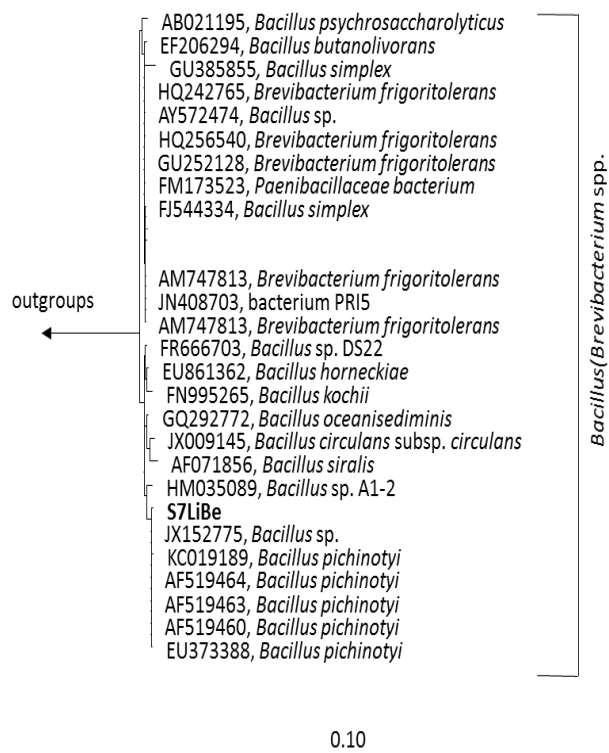 AB021195, Bacillus psychrosaccharolyticus
EF206294, Bacillus butanolivorans
GU385855, Bacillus simplex
HQ242765, Brevibacterium frigoritolerans
AY572474, Bacillus sp.
HQ256540, Brevibacterium frigoritolerans
GU252128, Brevibacterium frigoritolerans
FM173523, Paenibacillaceae bacterium
FJ544334, Bacillus simplex
AM747813, Brevibacterium frigoritolerans
outgroups
JN408703, bacterium PRI5
AM747813, Brevibacterium frigoritolerans
FR666703, Bacillus sp. DS22
EU861362, Bacillus horneckiae
FN995265, Bacillus kochii
GQ292772, Bacillus oceanisediminis
JX009145, Bacillus circulans subsp. circulans
AF071856, Bacillus siralis
HM035089, Bacillus sp. A1-2
S7LiBe
JX152775, Bacillus sp.
KC019189, Bacillus pichinotyi
AF519464, Bacillus pichinotyi
AF519463, Bacillus pichinotyi
AF519460, Bacillus pichinotyi
EU373388, Bacillus pichinotyi
Bacillus(Brevibacterium spp.
0.10